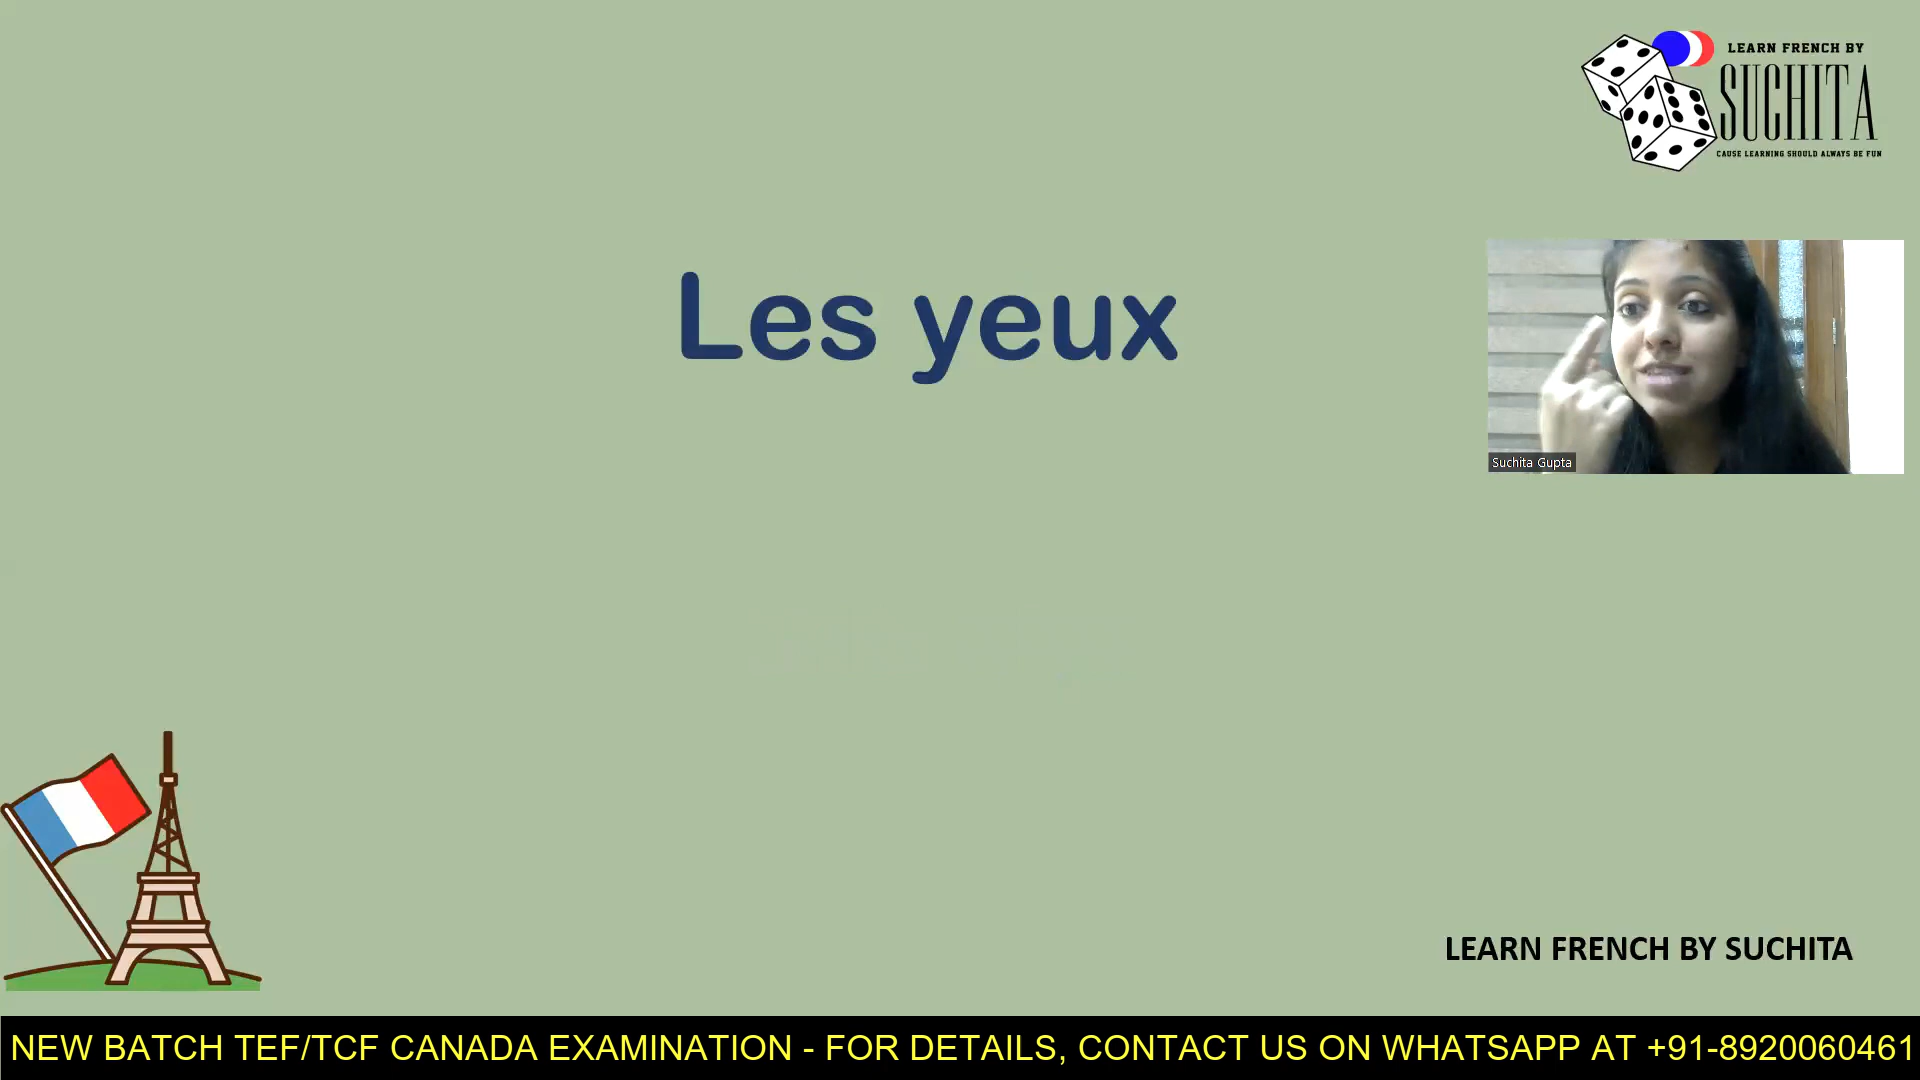 LEARN FRENCH BY
SUCHITA
CAUSE LEARNING SHOULD ALWAYS BE FUN
Les yeux
Suchita Gupta
LEARN FRENCH BY SUCHITA
NEW BATCH TEF/TCF CANADA EXAMINATION - FOR DETAILS, CONTACT US ON WHATSAPP AT +91-8920060461